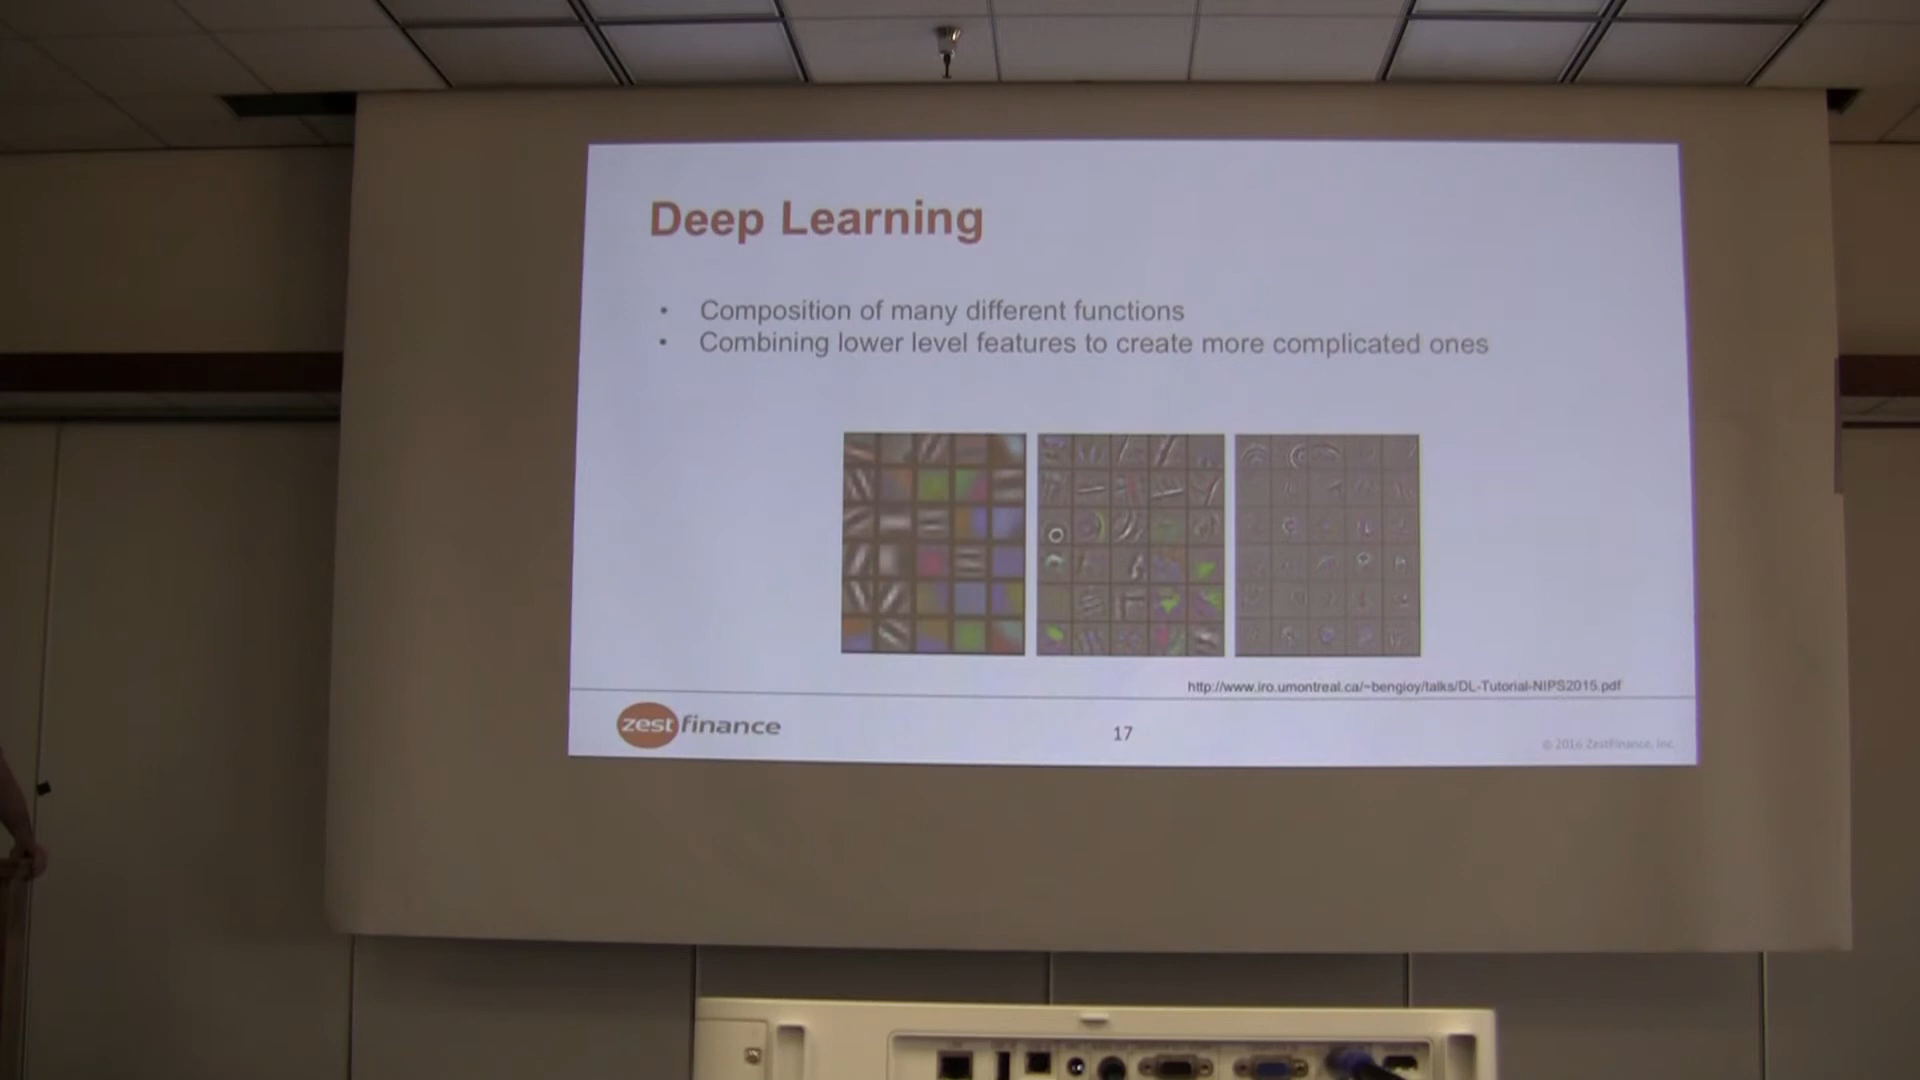 Deep Learning
• Composition of many different functions
• Combining lower level features to create more complicated ones
http://www.iro.umontreal.ca/~bengioy/talks/DL-Tutorial-NIPS2015.pdf
zest finance
17
© 2016 ZestFinance, Inc.